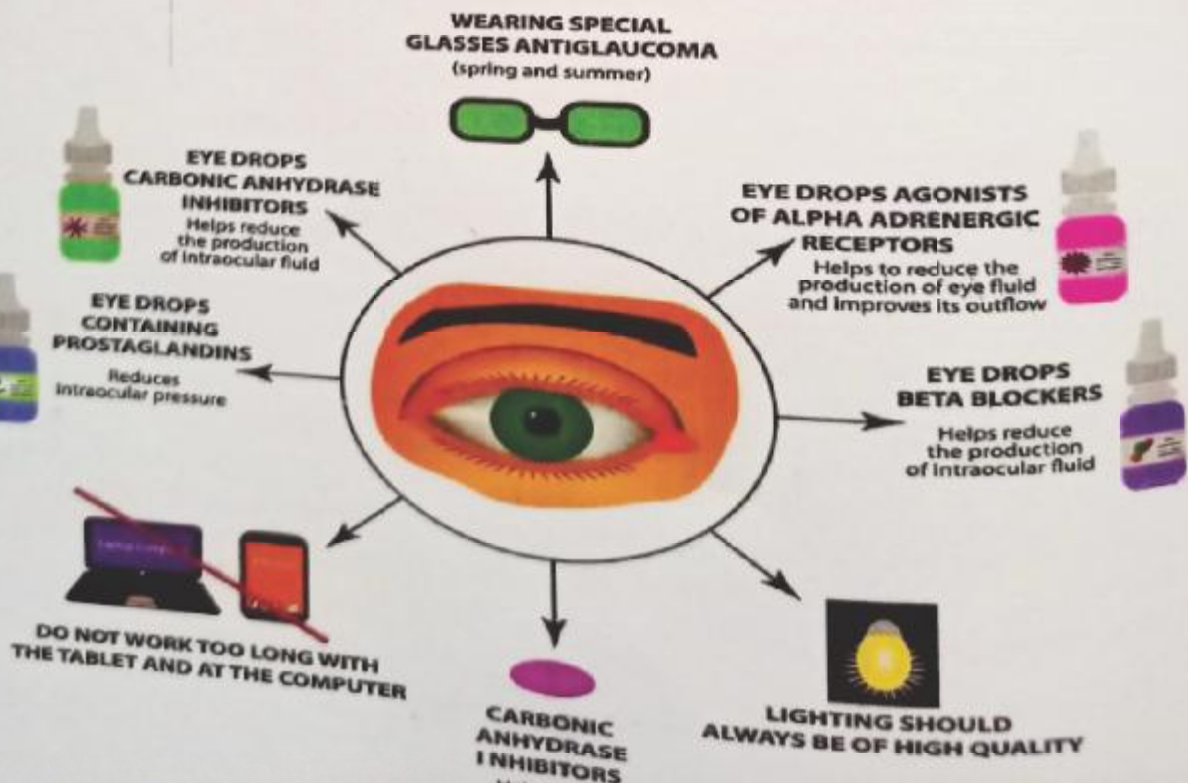 WEARING SPECIAL
GLASSES ANTIGLAUCOMA
(spring and summer)
EYE DROPS
CARBONIC ANHYDRASE
INHIBITORS
Helps reduce
the production
of intraocular fluid
EYE DROPS AGONISTS
OF ALPHA ADRENERGIC
RECEPTORS
Helps to reduce the
production of eye fluid
and improves its outflow
EYE DROPS
CONTAINING
PROSTAGLANDINS
Reduces
intraocular pressure
EYE DROPS
BETA BLOCKERS
Helps reduce
the production
of intraocular fluid
DO NOT WORK TOO LONG WITH
THE TABLET AND AT THE COMPUTER
CARBONIC
ANHYDRASE
I NHIBITORS
LIGHTING SHOULD
ALWAYS BE OF HIGH QUALITY